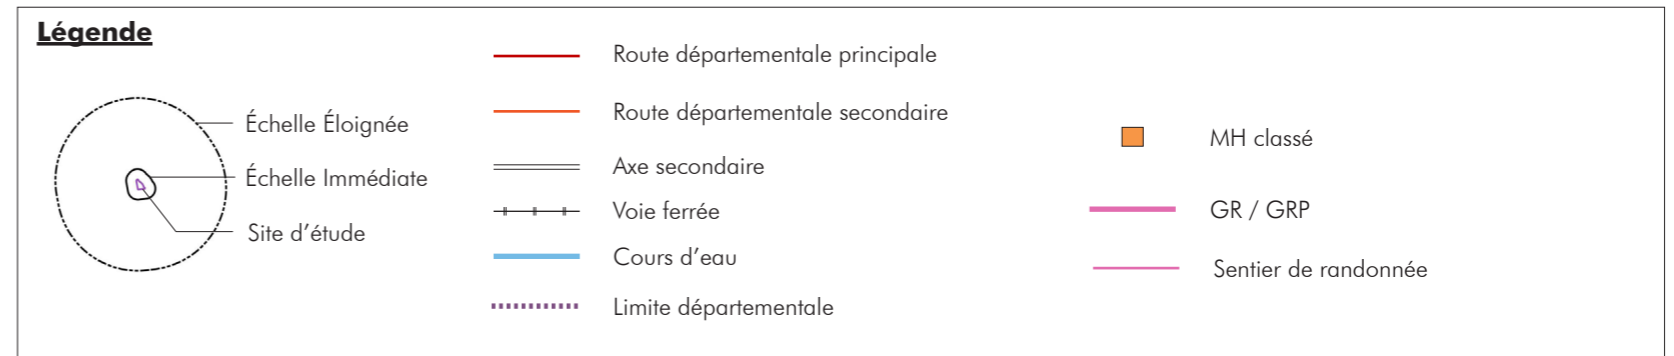 Légende
Échelle Éloignée
Échelle Immédiate
Site d’étude
Route départementale principale
Route départementale secondaire
Axe secondaire
Voie ferrée
Cours d’eau
Limite départementale
MH classé
GR / GRP
Sentier de randonnée